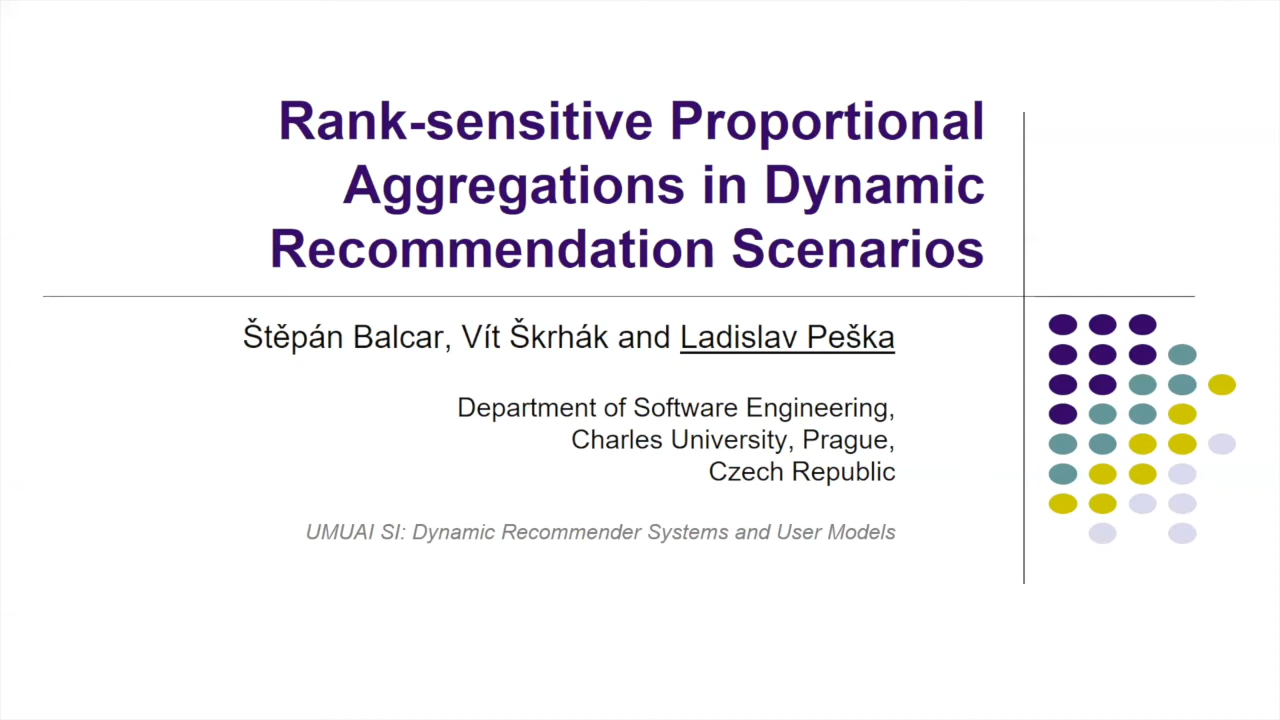 Rank-sensitive Proportional
Aggregations in Dynamic
Recommendation Scenarios
Štěpán Balcar, Vít Škrhák and Ladislav Peška
Department of Software Engineering,
Charles University, Prague,
Czech Republic
UMUAI SI: Dynamic Recommender Systems and User Models